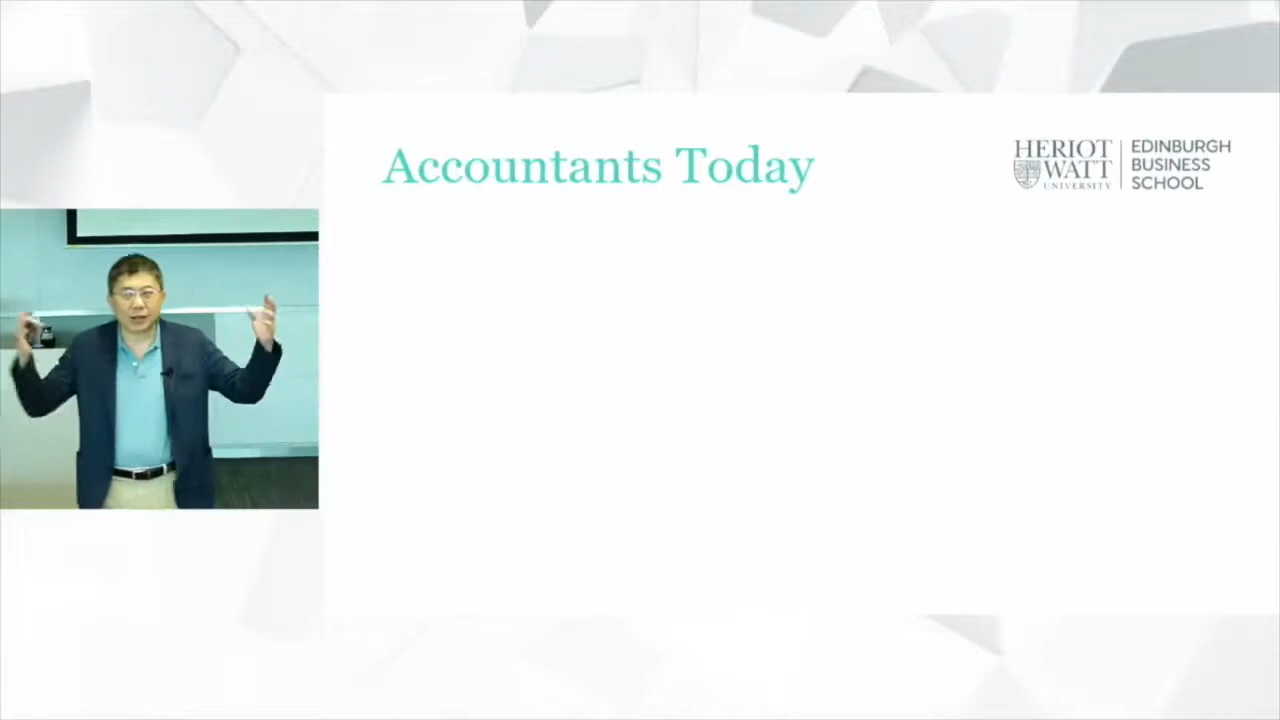 Accountants Today
HERIOT
WATT
UNIVERSITY
EDINBURGH
BUSINESS
SCHOOL